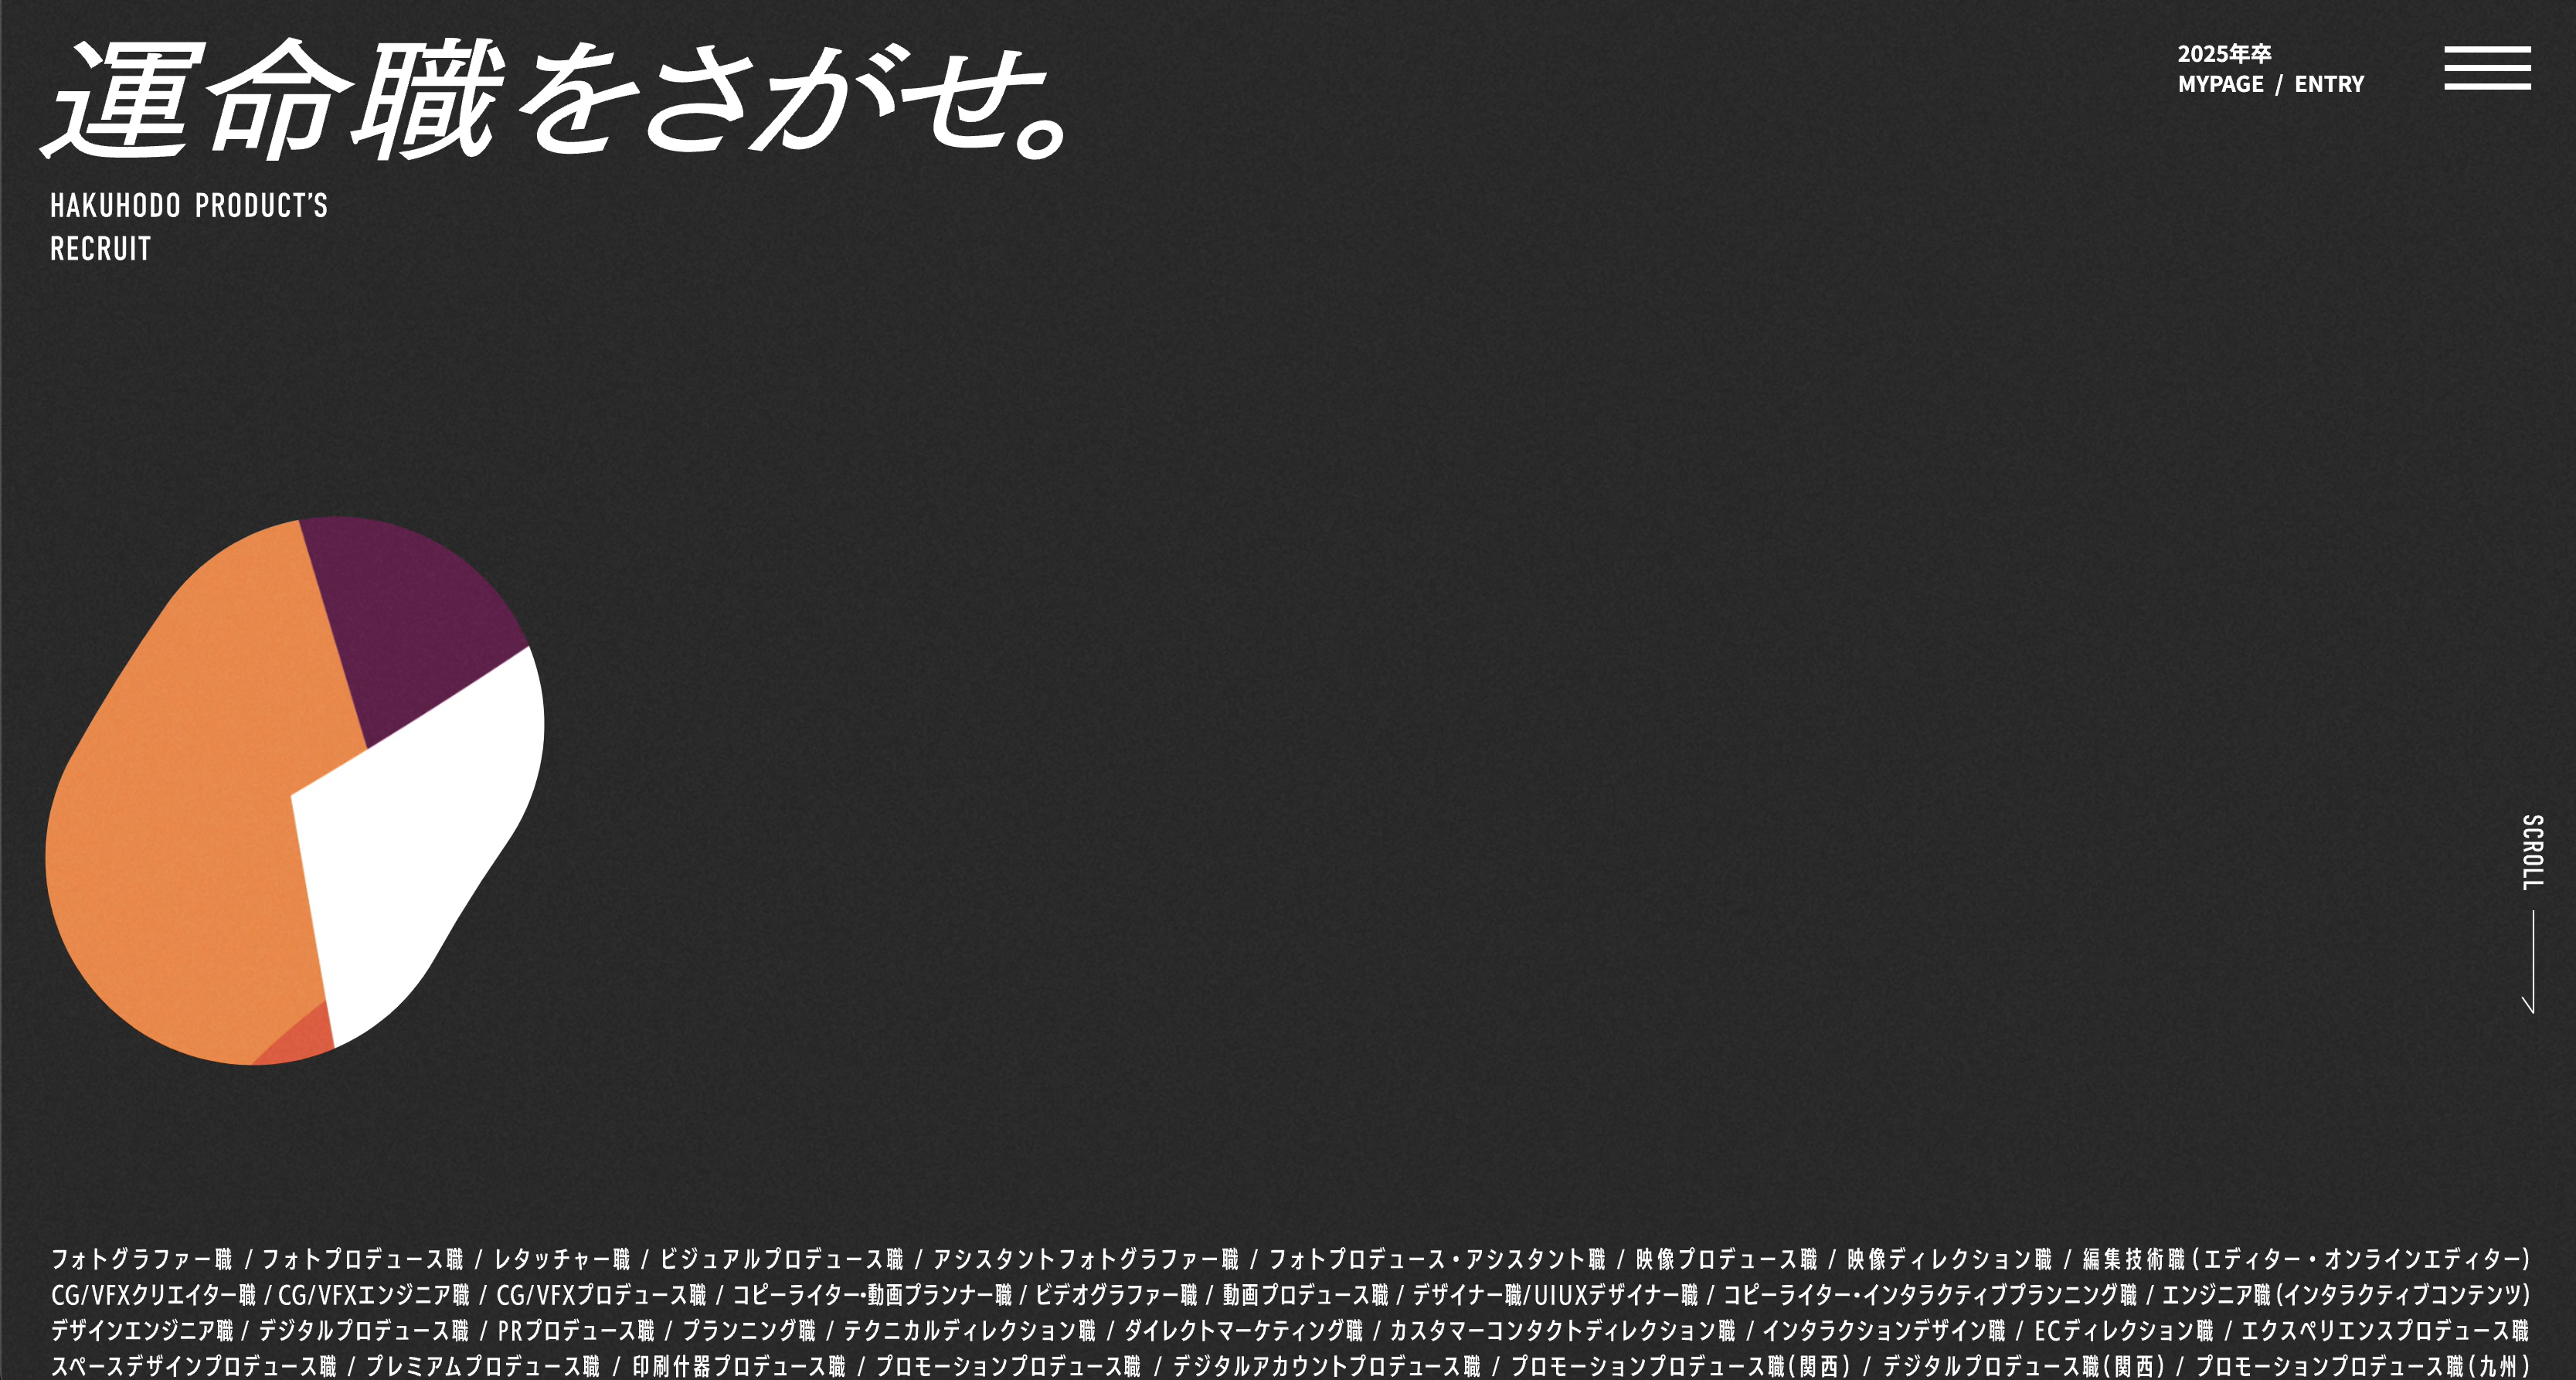 運命職をさがせ。
HAKUHODO PRODUCT'S
RECRUIT
2025年卒
MYPAGE / ENTRY
SCROLL
フォトグラファー職 / フォトプロデュース職 / レタッチャー職 / ビジュアルプロデュース職 / アシスタントフォトグラファー職 / フォトプロデュース・アシスタント職 / 映像プロデュース職 / 映像ディレクション職 / 編集技術職(エディター・オンラインエディター)
CG/VFXクリエイター職 / CG/VFXエンジニア職 / CG/VFXプロデュース職 / コピーライター・動画プランナー職 / ビデオグラファー職 / 動画プロデュース職 / デザイナー職/UIUXデザイナー職 / コピーライター・インタラクティブプランニング職 / エンジニア職(インタラクティブコンテンツ)
デザインエンジニア職 / デジタルプロデュース職 / PRプロデュース職 / プランニング職 / テクニカルディレクション職 / ダイレクトマーケティング職 / カスタマーコンタクトディレクション職 / インタラクションデザイン職 / ECディレクション職 / エクスペリエンスプロデュース職
スペースデザインプロデュース職 / プレミアムプロデュース職 / 印刷什器プロデュース職 / プロモーションプロデュース職 / デジタルアカウントプロデュース職 / プロモーションプロデュース職(関西) / デジタルプロデュース職(関西) / プロモーションプロデュース職(九州)